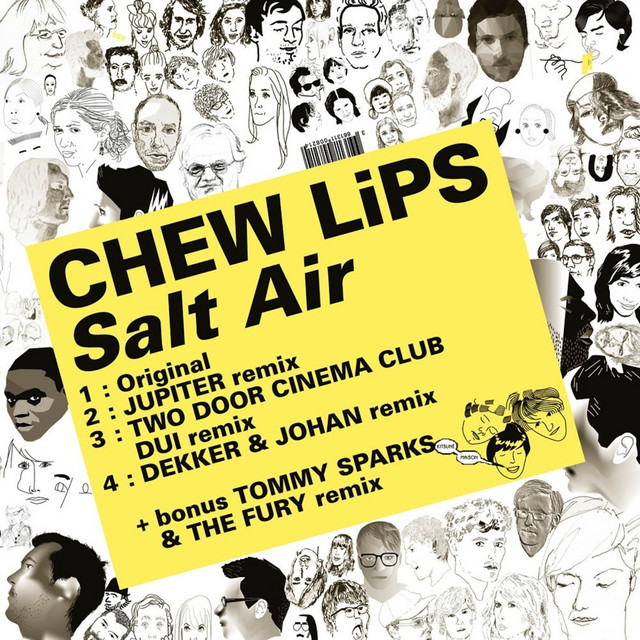 CHEW LiPS
Salt Air
1 : Original
2 : JUPITER remix
3 : TWO DOOR CINEMA CLUB
DUI remix
4 : DEKKER & JOHAN remix
+ bonus TOMMY SPARKS
& THE FURY remix
KITSUNÉ
MAISON